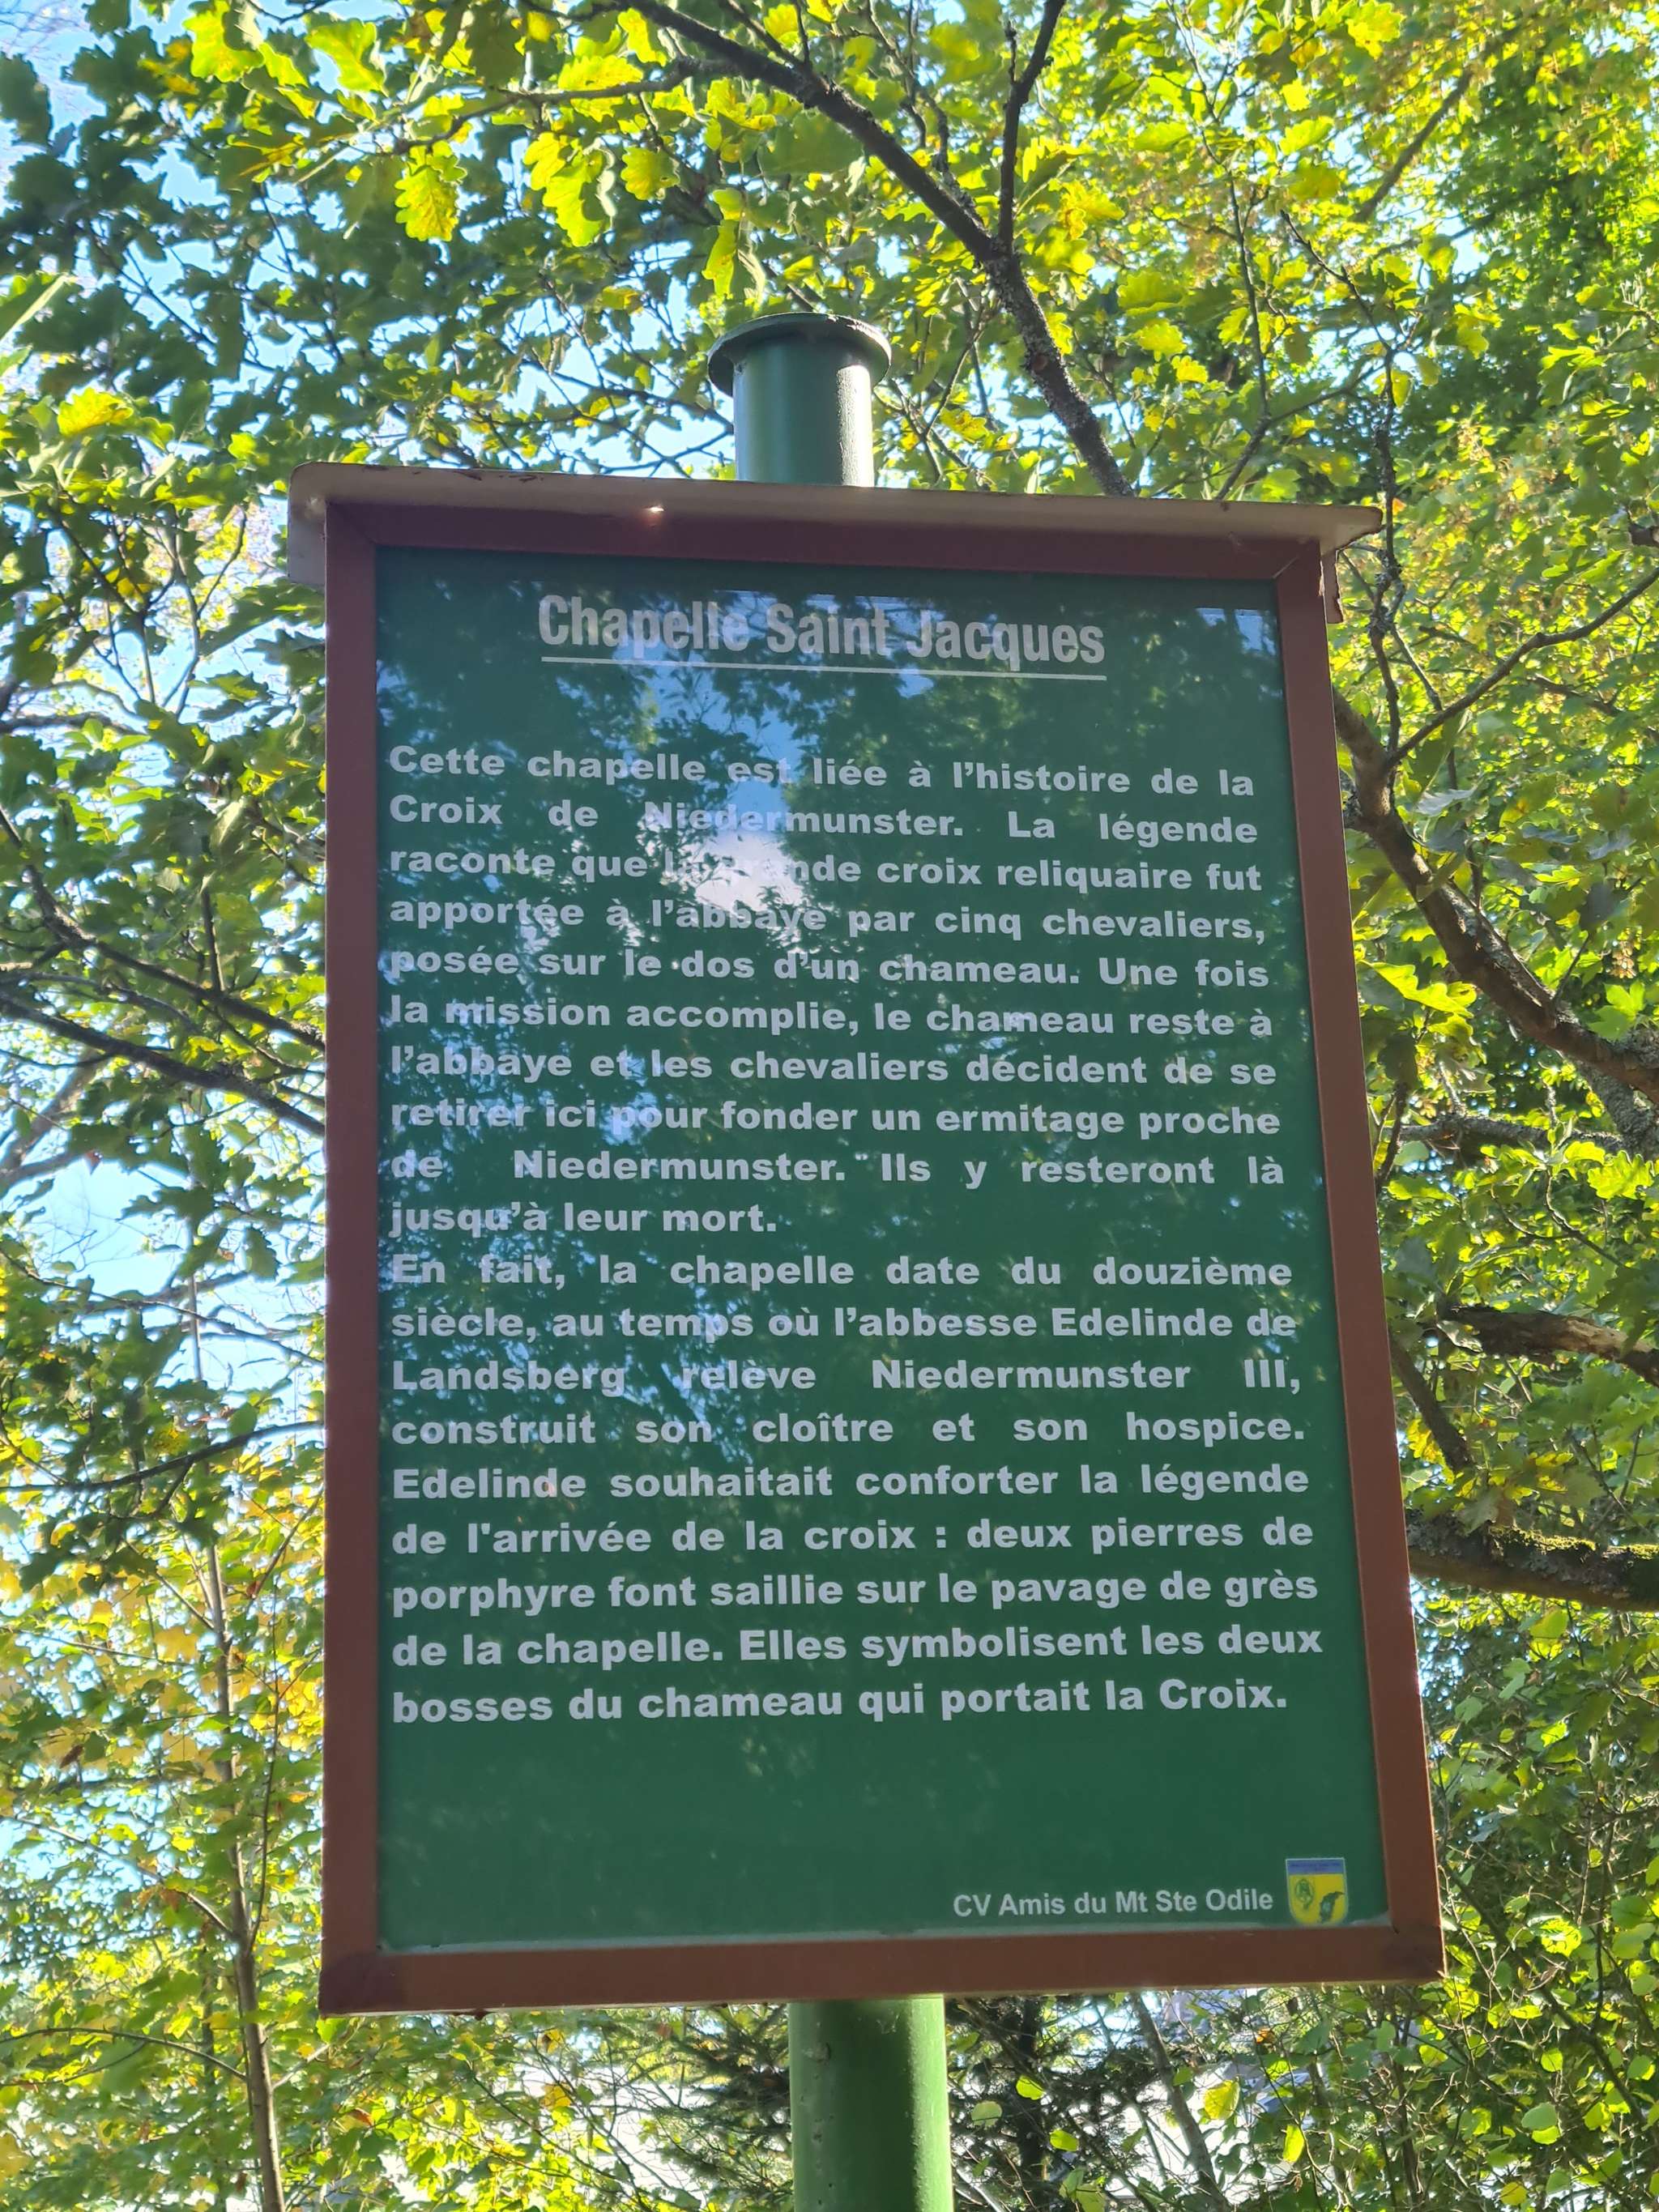 Chapelle Saint Jacques
Cette chapelle est liée à l'histoire de la
Croix de Niedermunster. La légende
raconte que la grande croix reliquaire fut
apportée à l'abbaye par cinq chevaliers,
posée sur le dos d'un chameau. Une fois
la mission accomplie, le chameau reste à
l'abbaye et les chevaliers décident de se
retirer ici pour fonder un ermitage proche
de Niedermunster. Ils y resteront là
jusqu'à leur mort.
En fait, la chapelle date du douzième
siècle, au temps où l'abbesse Edelinde de
Landsberg relève Niedermunster III,
construit son cloître et son hospice.
Edelinde souhaitait conforter la légende
de l'arrivée de la croix : deux pierres de
porphyre font saillie sur le pavage de grès
de la chapelle. Elles symbolisent les deux
bosses du chameau qui portait la Croix.
CV Amis du Mt Ste Odile